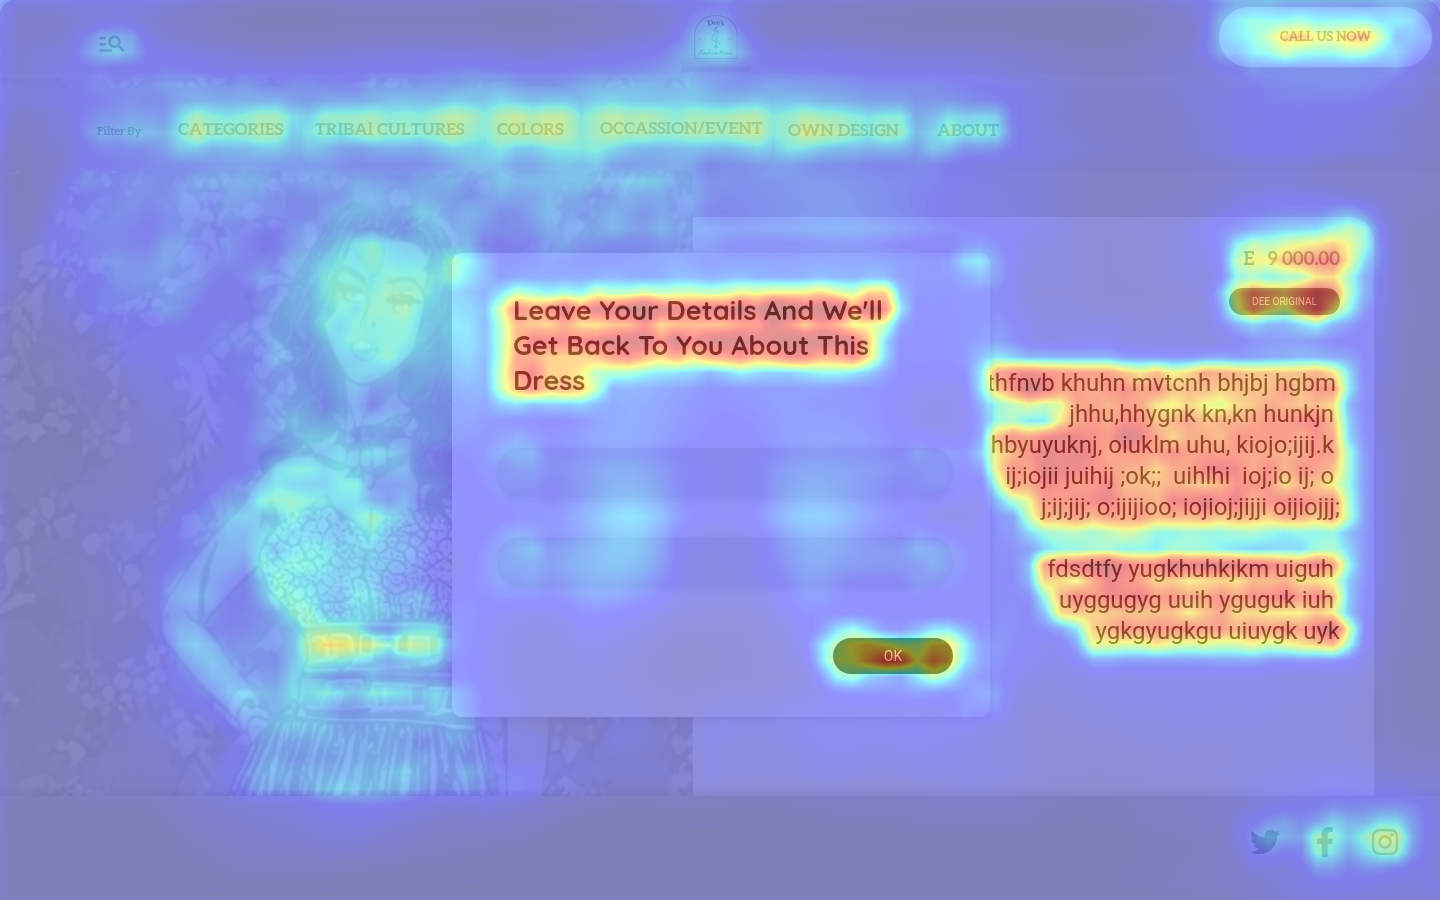 Dee's
CALL US NOW
Filter By
CATEGORIES
TRIBAl CULTURES
COLORS
OCCASSION/EVENT
OWN DESIGN
ABOUT
E 9 000.00
DEE ORIGINAL
Leave Your Details And We'll
Get Back To You About This
Dress
OK
thfnvb khuhn mvtcnh bhjbj hgbm
jhhu,hhygnk kn,kn hunkjn
hbyuyuknj, oiuklm uhu, kiojo;ijij.k
ij;iojii juihij ;ok;; uihlhi ioj;io ij; o
j;ij;jij; o;ijijioo; iojioj;jijji oijiojjj;
fdsdtfy yugkhuhkjkm uiguh
uyggugyg uuih yguguk iuh
ygkgyugkgu uiuygk uyk